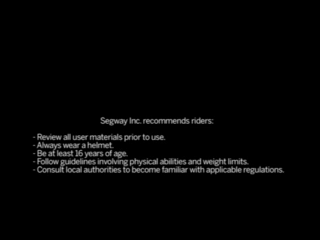 Segway Inc. recommends riders:
- Review all user materials prior to use.
- Always wear a helmet.
- Be at least 16 years of age.
- Follow guidelines involving physical abilities and weight limits.
- Consult local authorities to become familiar with applicable regulations.